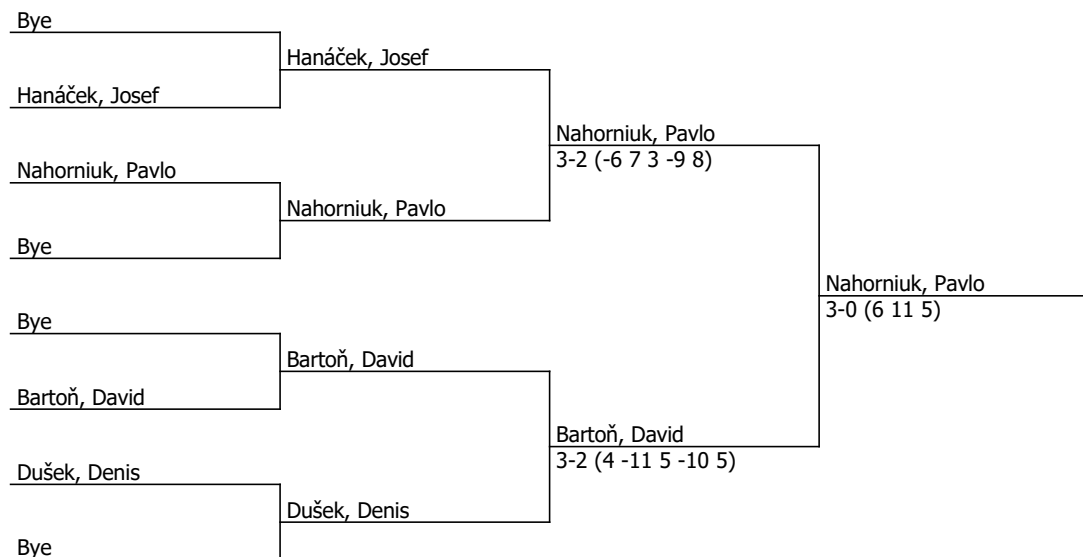 Bye
Hanáček, Josef
Hanáček, Josef
Nahorniuk, Pavlo
3-2 (-6 7 3 -9 8)
Nahorniuk, Pavlo
Nahorniuk, Pavlo
Bye
Nahorniuk, Pavlo
3-0 (6 11 5)
Bye
Bartoň, David
Bartoň, David
Bartoň, David
3-2 (4 -11 5 -10 5)
Dušek, Denis
Dušek, Denis
Bye